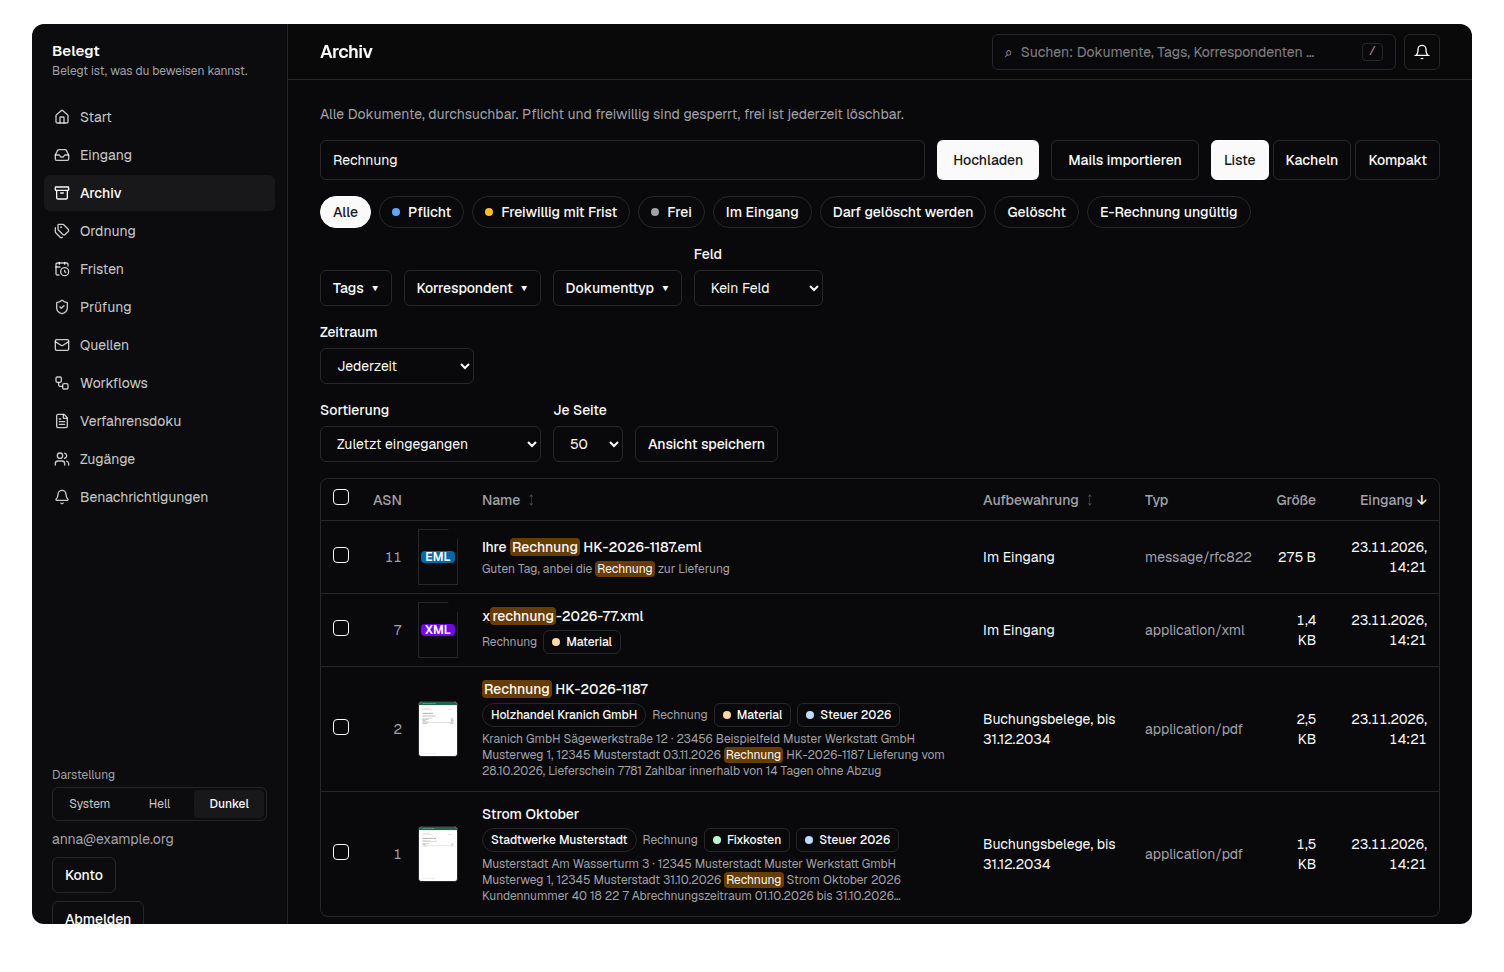 Belegt
Belegt ist, was du beweisen kannst.
Start
Eingang
Archiv
Ordnung
Fristen
Prüfung
Quellen
Workflows
Verfahrensdoku
Zugänge
Benachrichtigungen
Darstellung
System Hell Dunkel
anna@example.org
Konto
Abmelden
Archiv
Suchen: Dokumente, Tags, Korrespondenten … /
Alle Dokumente, durchsuchbar. Pflicht und freiwillig sind gesperrt, frei ist jederzeit löschbar.
Rechnung Hochladen Mails importieren Liste Kacheln Kompakt
Alle Pflicht Freiwillig mit Frist Frei Im Eingang Darf gelöscht werden Gelöscht E-Rechnung ungültig
Feld
Tags ▾ Korrespondent ▾ Dokumenttyp ▾ Kein Feld
Zeitraum
Jederzeit
Sortierung Je Seite
Zuletzt eingegangen 50 Ansicht speichern
ASN Name ↕ Aufbewahrung ↕ Typ Größe Eingang ↓
11 EML Ihre Rechnung HK-2026-1187.eml
Guten Tag, anbei die Rechnung zur Lieferung
Im Eingang message/rfc822 275 B 23.11.2026,
14:21
7 XML xrechnung-2026-77.xml
Rechnung Material
Im Eingang application/xml 1,4
KB
23.11.2026,
14:21
2 Rechnung HK-2026-1187
Holzhandel Kranich GmbH Rechnung Material Steuer 2026
Kranich GmbH Sägewerkstraße 12 · 23456 Beispielfeld Muster Werkstatt GmbH
Musterweg 1, 12345 Musterstadt 03.11.2026 Rechnung HK-2026-1187 Lieferung vom
28.10.2026, Lieferschein 7781 Zahlbar innerhalb von 14 Tagen ohne Abzug
Buchungsbelege, bis
31.12.2034
application/pdf 2,5
KB
23.11.2026,
14:21
1 Strom Oktober
Stadtwerke Musterstadt Rechnung Fixkosten Steuer 2026
Musterstadt Am Wasserturm 3 · 12345 Musterstadt Muster Werkstatt GmbH
Musterweg 1, 12345 Musterstadt 31.10.2026 Rechnung Strom Oktober 2026
Kundennummer 40 18 22 7 Abrechnungszeitraum 01.10.2026 bis 31.10.2026…
Buchungsbelege, bis
31.12.2034
application/pdf 1,5
KB
23.11.2026,
14:21